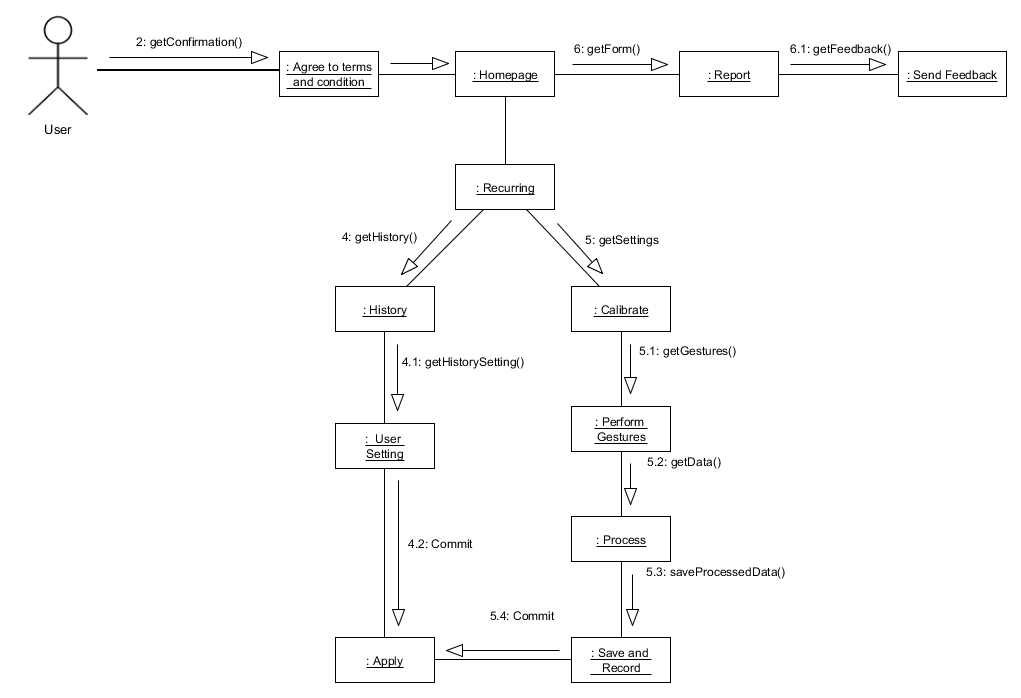 2: getConfirmation()
6: getForm()
6.1: getFeedback()
: Agree to terms
and condition
: Homepage
: Report
: Send Feedback
User
: Recurring
4: getHistory()
5: getSettings
: History
: Calibrate
4.1: getHistorySetting()
5.1: getGestures()
: User
Setting
: Perform
Gestures
5.2: getData()
4.2: Commit
: Process
5.3: saveProcessedData()
5.4: Commit
: Apply
: Save and
Record